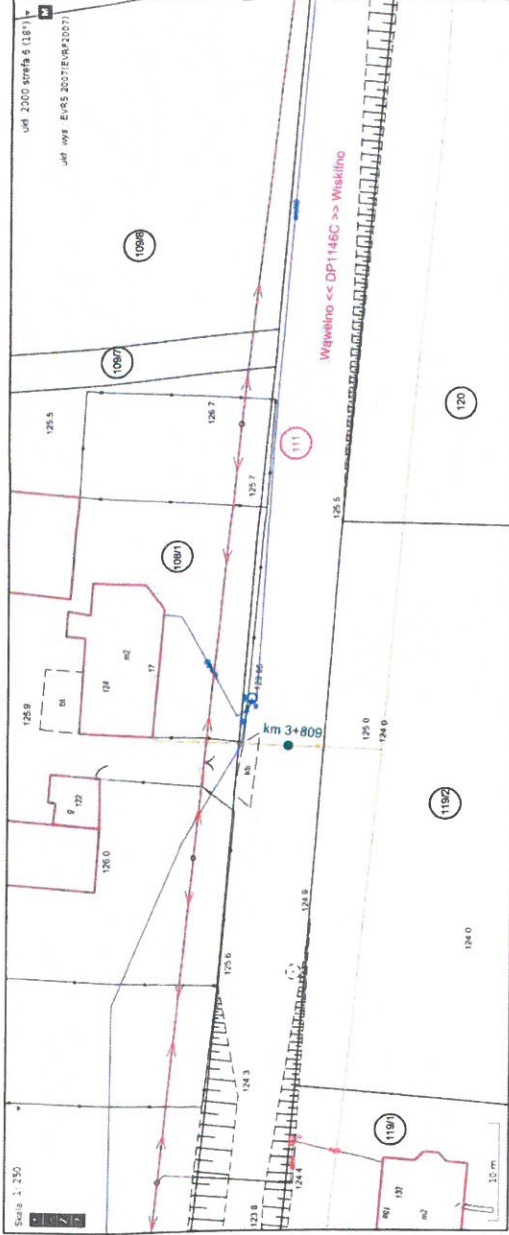 Skala 1: 250
ukł 2000 strefa 6 (18°)
ukł wys EVRS 2007(EVRF2007)
M
109/8
109/7
125.5
126.7
125.7
108/1
111
Wąwelno << DP1146C >> Wiskitno
120
125.5
125.9
bt
124
m2
17
km 3+809
kb
125.0
124.9
119/2
g
122
126.0
125.6
124.9
124.0
124.3
124.4
123.8
119/1
132
m2
10 m